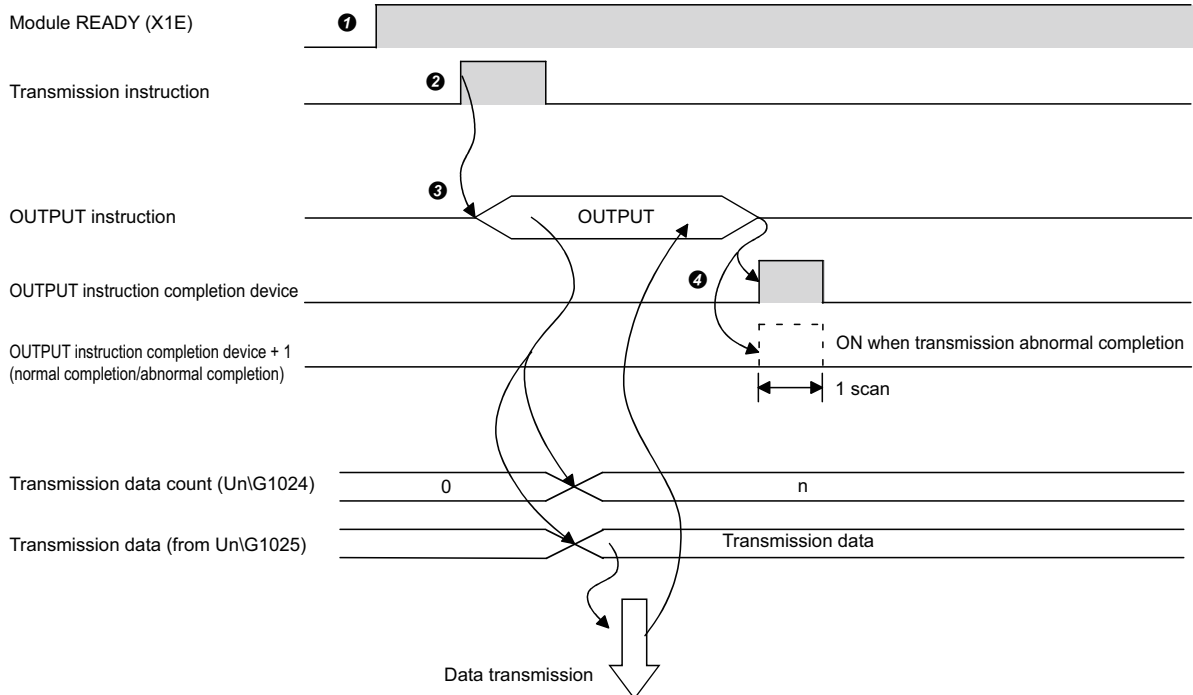 Module READY (X1E)
❶
Transmission instruction
❷
❸
OUTPUT instruction
OUTPUT
OUTPUT instruction completion device
❹
OUTPUT instruction completion device + 1
(normal completion/abnormal completion)
ON when transmission abnormal completion
1 scan
Transmission data count (Un\G1024)
0
n
Transmission data (from Un\G1025)
Transmission data
Data transmission